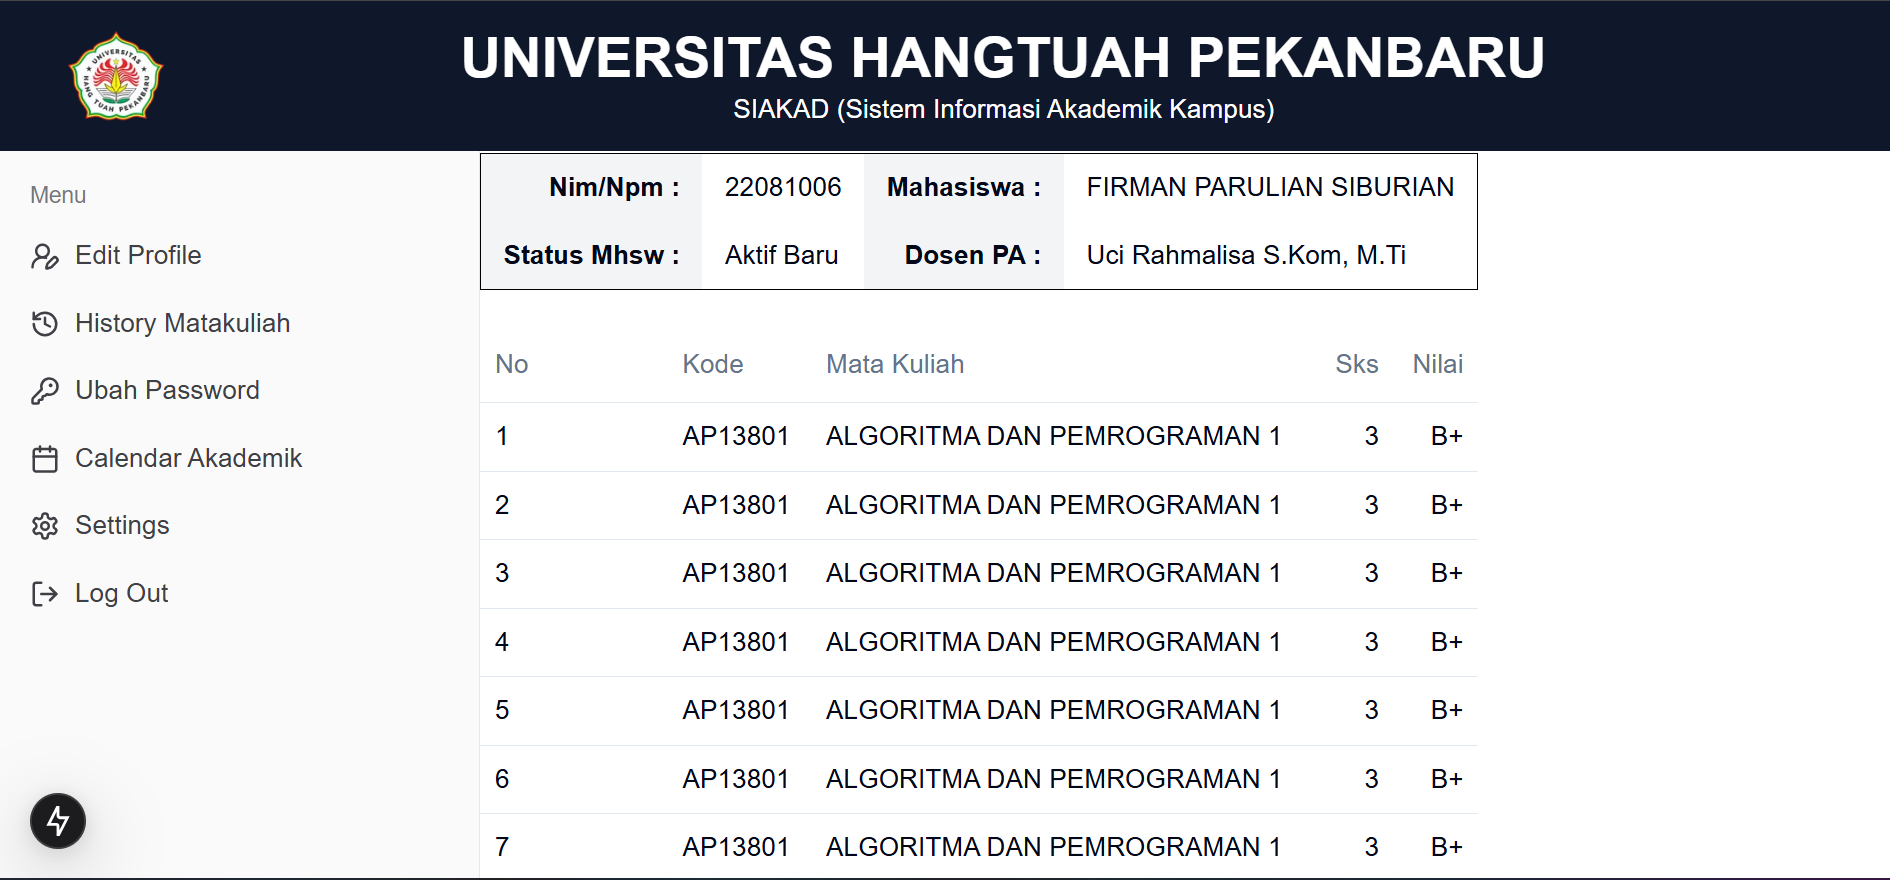 UNIVERSITAS HANGTUAH PEKANBARU
SIAKAD (Sistem Informasi Akademik Kampus)
UNIVERSITAS
HANG TUAH PEKANBARU
Menu
Edit Profile
History Matakuliah
Ubah Password
Calendar Akademik
Settings
Log Out
Nim/Npm : 22081006 Mahasiswa : FIRMAN PARULIAN SIBURIAN
Status Mhsw : Aktif Baru Dosen PA : Uci Rahmalisa S.Kom, M.Ti
No Kode Mata Kuliah Sks Nilai
1 AP13801 ALGORITMA DAN PEMROGRAMAN 1 3 B+
2 AP13801 ALGORITMA DAN PEMROGRAMAN 1 3 B+
3 AP13801 ALGORITMA DAN PEMROGRAMAN 1 3 B+
4 AP13801 ALGORITMA DAN PEMROGRAMAN 1 3 B+
5 AP13801 ALGORITMA DAN PEMROGRAMAN 1 3 B+
6 AP13801 ALGORITMA DAN PEMROGRAMAN 1 3 B+
7 AP13801 ALGORITMA DAN PEMROGRAMAN 1 3 B+